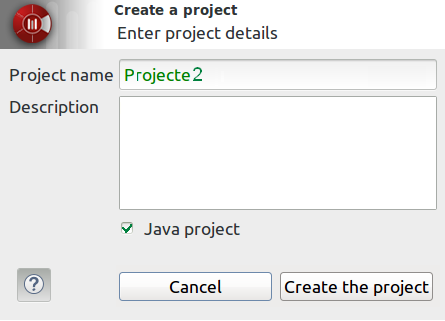 Create a project
Enter project details
Project name Projecte2
Description
Java project
? Cancel Create the project